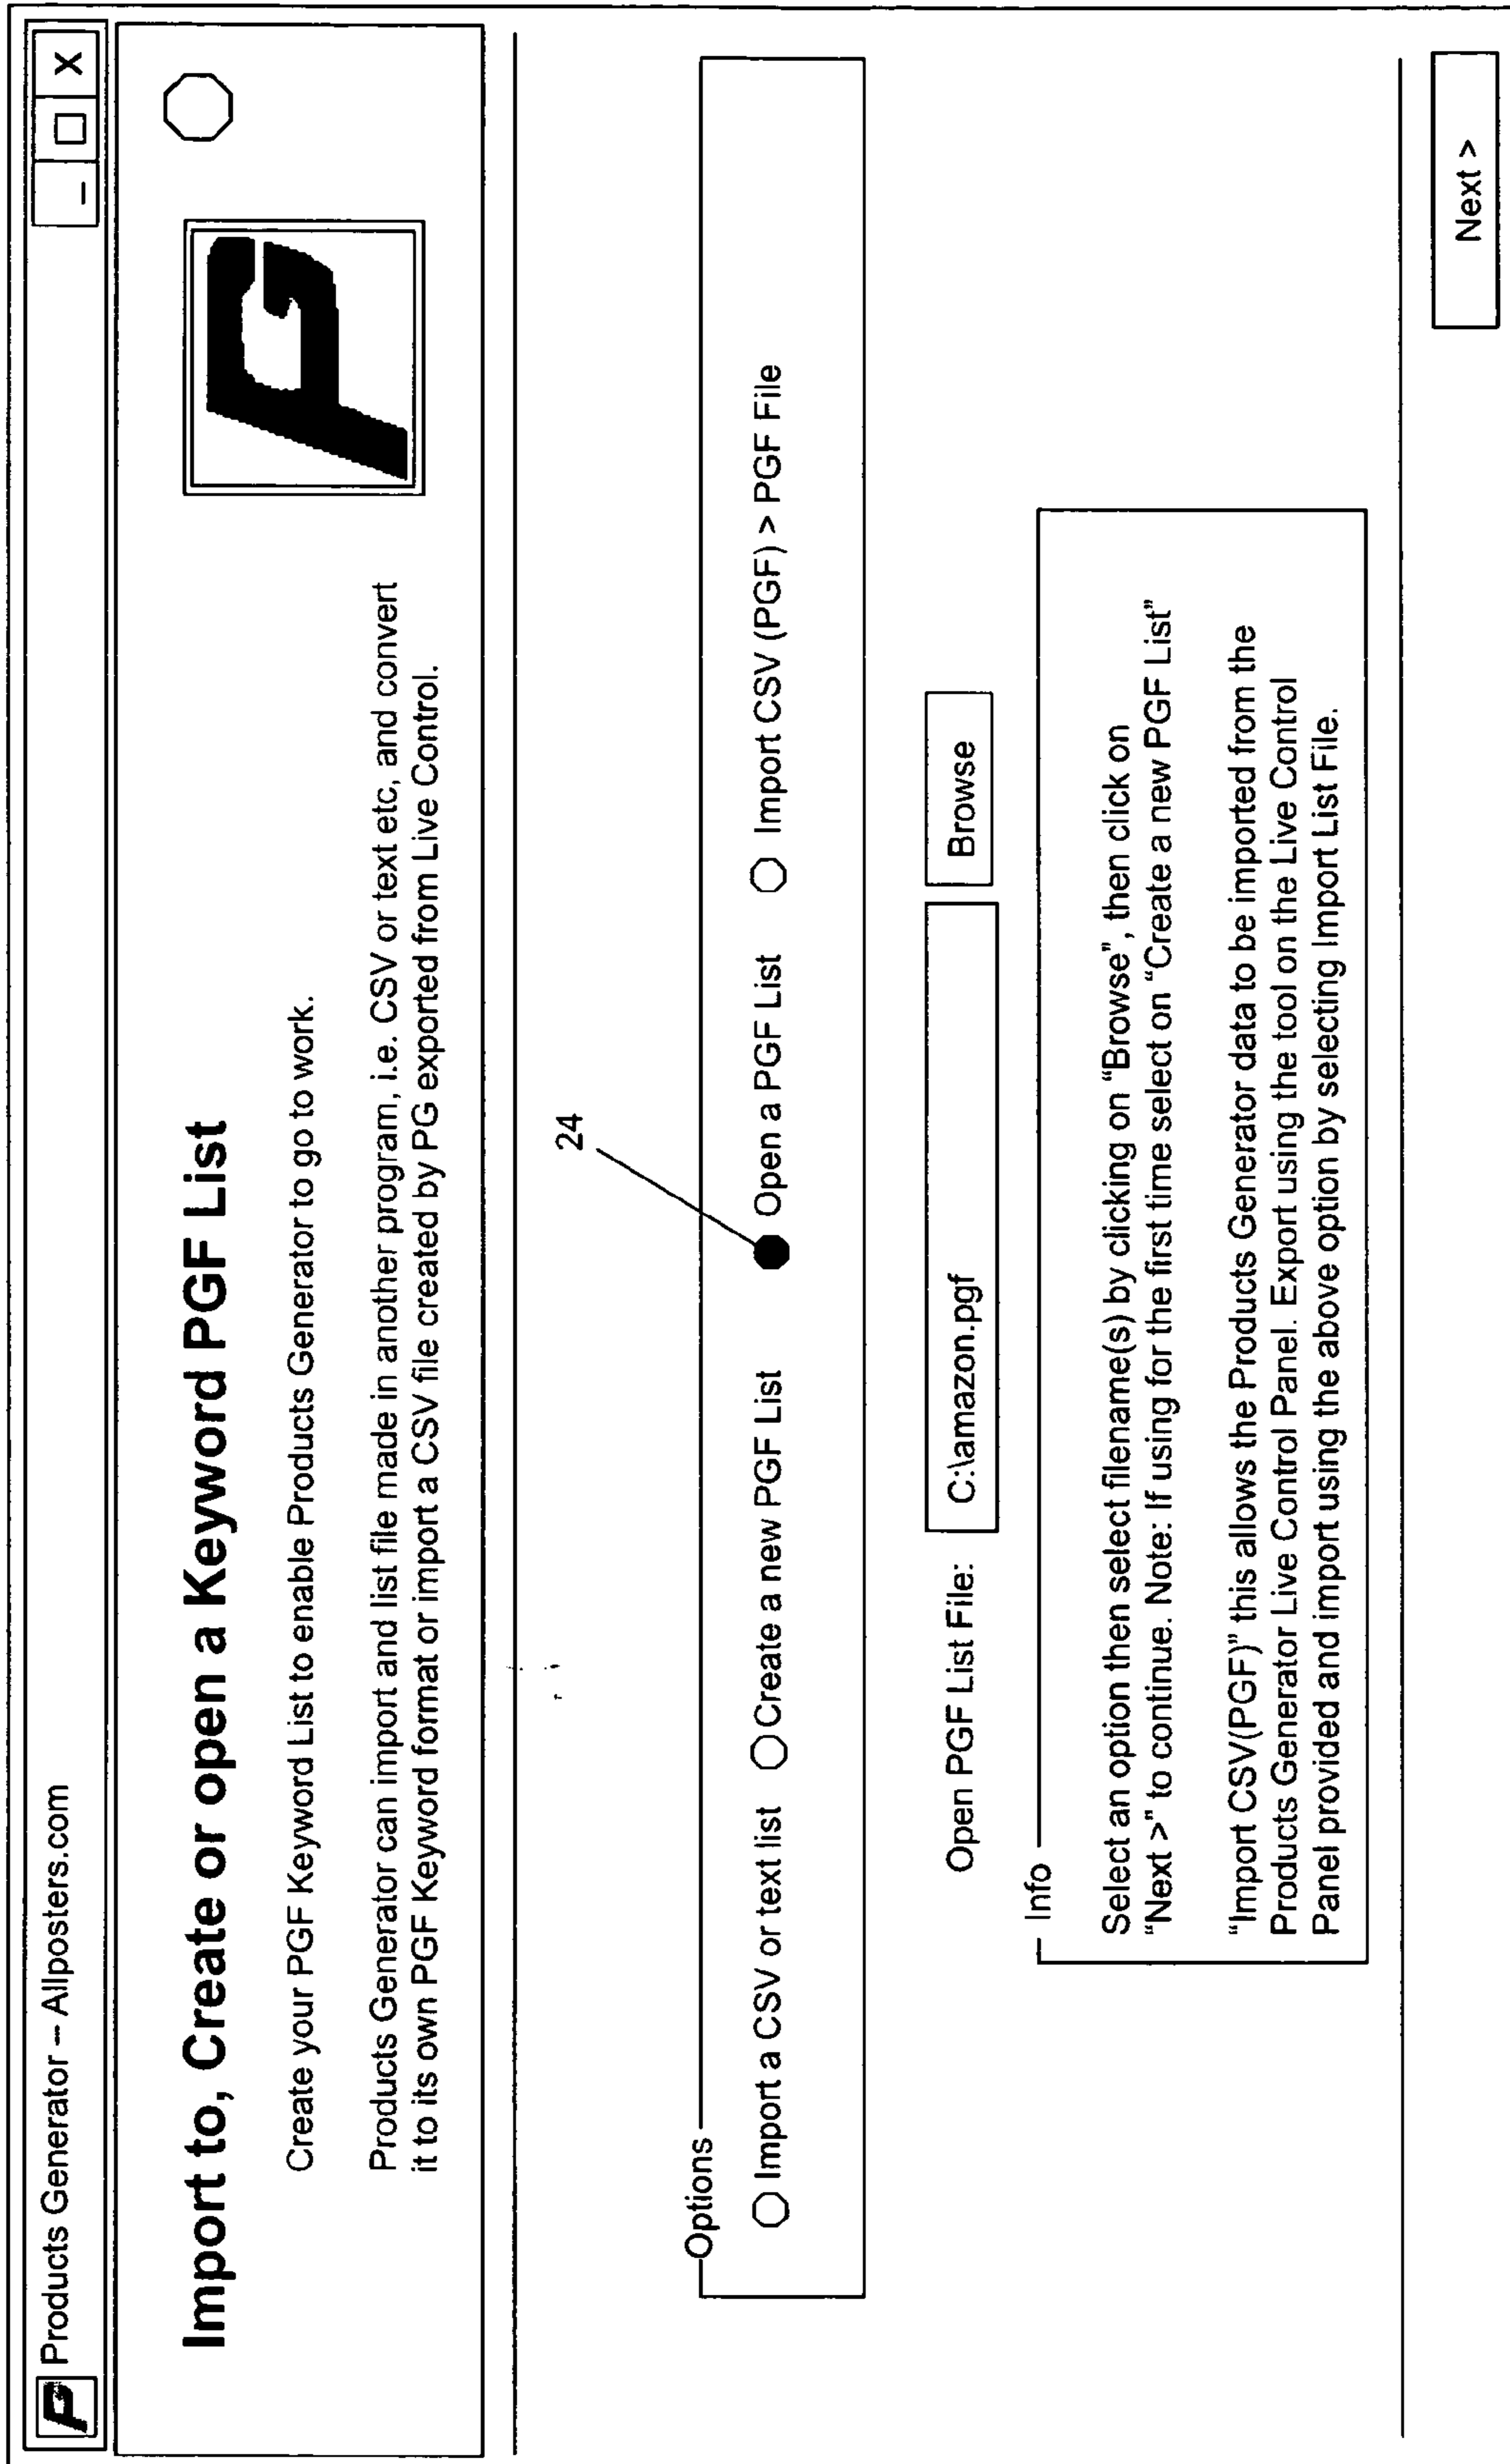 Products Generator – Allposters.com
_ □ X
Import to, Create or open a Keyword PGF List
Create your PGF Keyword List to enable Products Generator to go to work.
Products Generator can import and list file made in another program, i.e. CSV or text etc, and convert
it to its own PGF Keyword format or import a CSV file created by PG exported from Live Control.
PG
24
Options
Import a CSV or text list Create a new PGF List Open a PGF List Import CSV (PGF) > PGF File
Open PGF List File: C:\amazon.pgf Browse
Info
Select an option then select filename(s) by clicking on “Browse”, then click on
“Next >” to continue. Note: If using for the first time select on “Create a new PGF List”
“Import CSV(PGF)” this allows the Products Generator data to be imported from the
Products Generator Live Control Panel. Export using the tool on the Live Control
Panel provided and import using the above option by selecting Import List File.
Next >